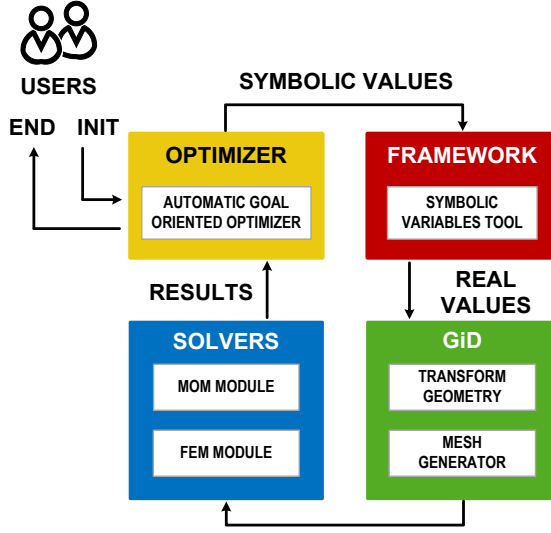 USERS
END
INIT
SYMBOLIC VALUES
OPTIMIZER
AUTOMATIC GOAL
ORIENTED OPTIMIZER
FRAMEWORK
SYMBOLIC
VARIABLES TOOL
RESULTS
REAL
VALUES
SOLVERS
MOM MODULE
FEM MODULE
GiD
TRANSFORM
GEOMETRY
MESH
GENERATOR